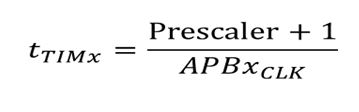 t_TIMx = (Prescaler + 1) / APBx_CLK